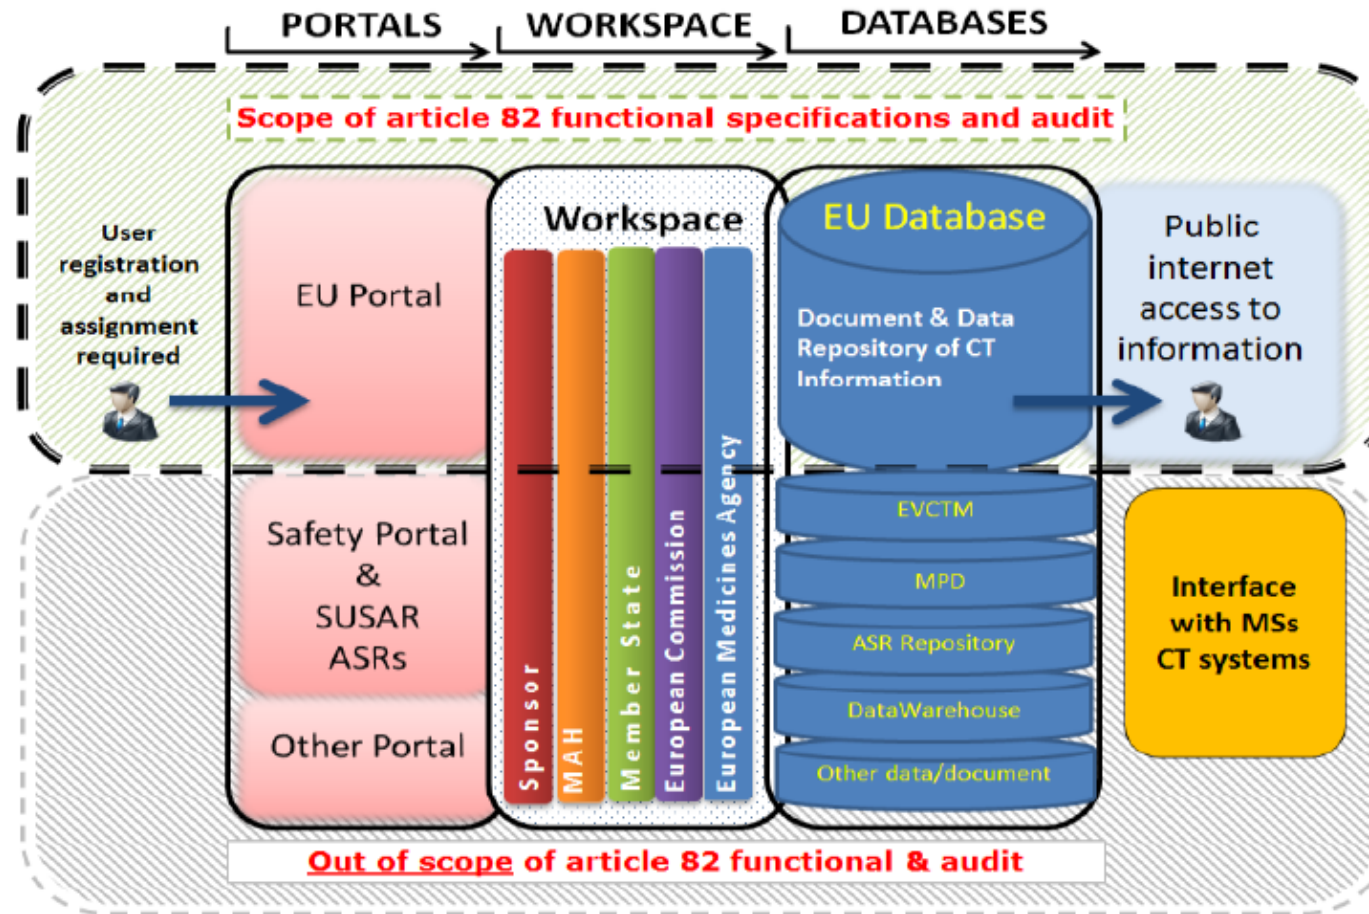 PORTALS
WORKSPACE
DATABASES
Scope of article 82 functional specifications and audit
User
registration
and
assignment
required
EU Portal
Workspace
EU Database
Document & Data
Repository of CT
Information
Public
internet
access to
information
Safety Portal
&
SUSAR
ASRs
Other Portal
Sponsor
MAH
Member State
European Commission
European Medicines Agency
EVCTM
MPD
ASR Repository
DataWarehouse
Other data/document
Interface
with MSs
CT systems
Out of scope of article 82 functional & audit